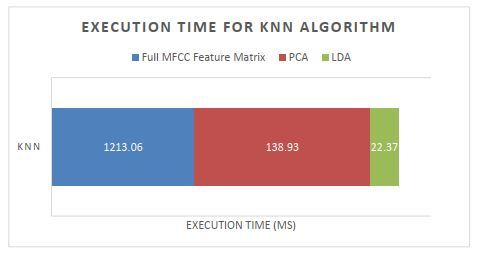 EXECUTION TIME FOR KNN ALGORITHM
Full MFCC Feature Matrix PCA LDA
KNN 1213.06 138.93 22.37
EXECUTION TIME (MS)